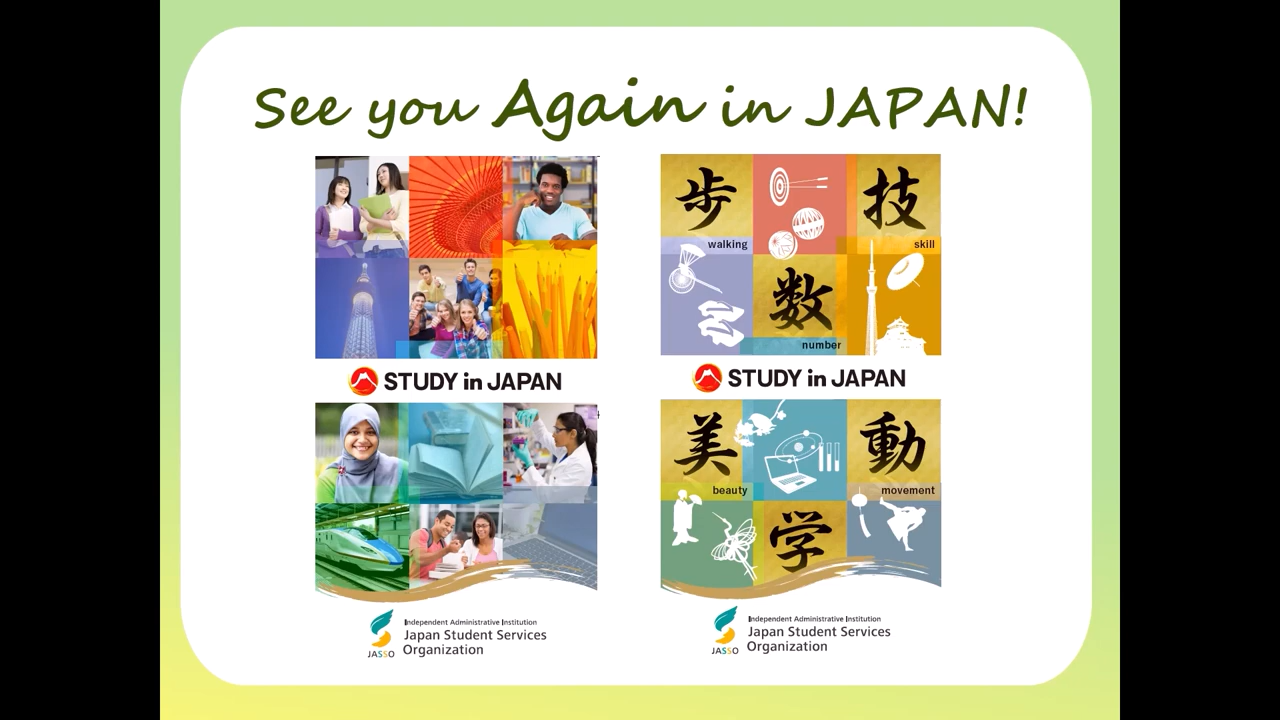 See you Again in JAPAN!
STUDY in JAPAN
JASSO
Independent Administrative Institution
Japan Student Services
Organization
歩 技
walking skill
数
number
STUDY in JAPAN
美 動
beauty movement
学
JASSO
Independent Administrative Institution
Japan Student Services
Organization